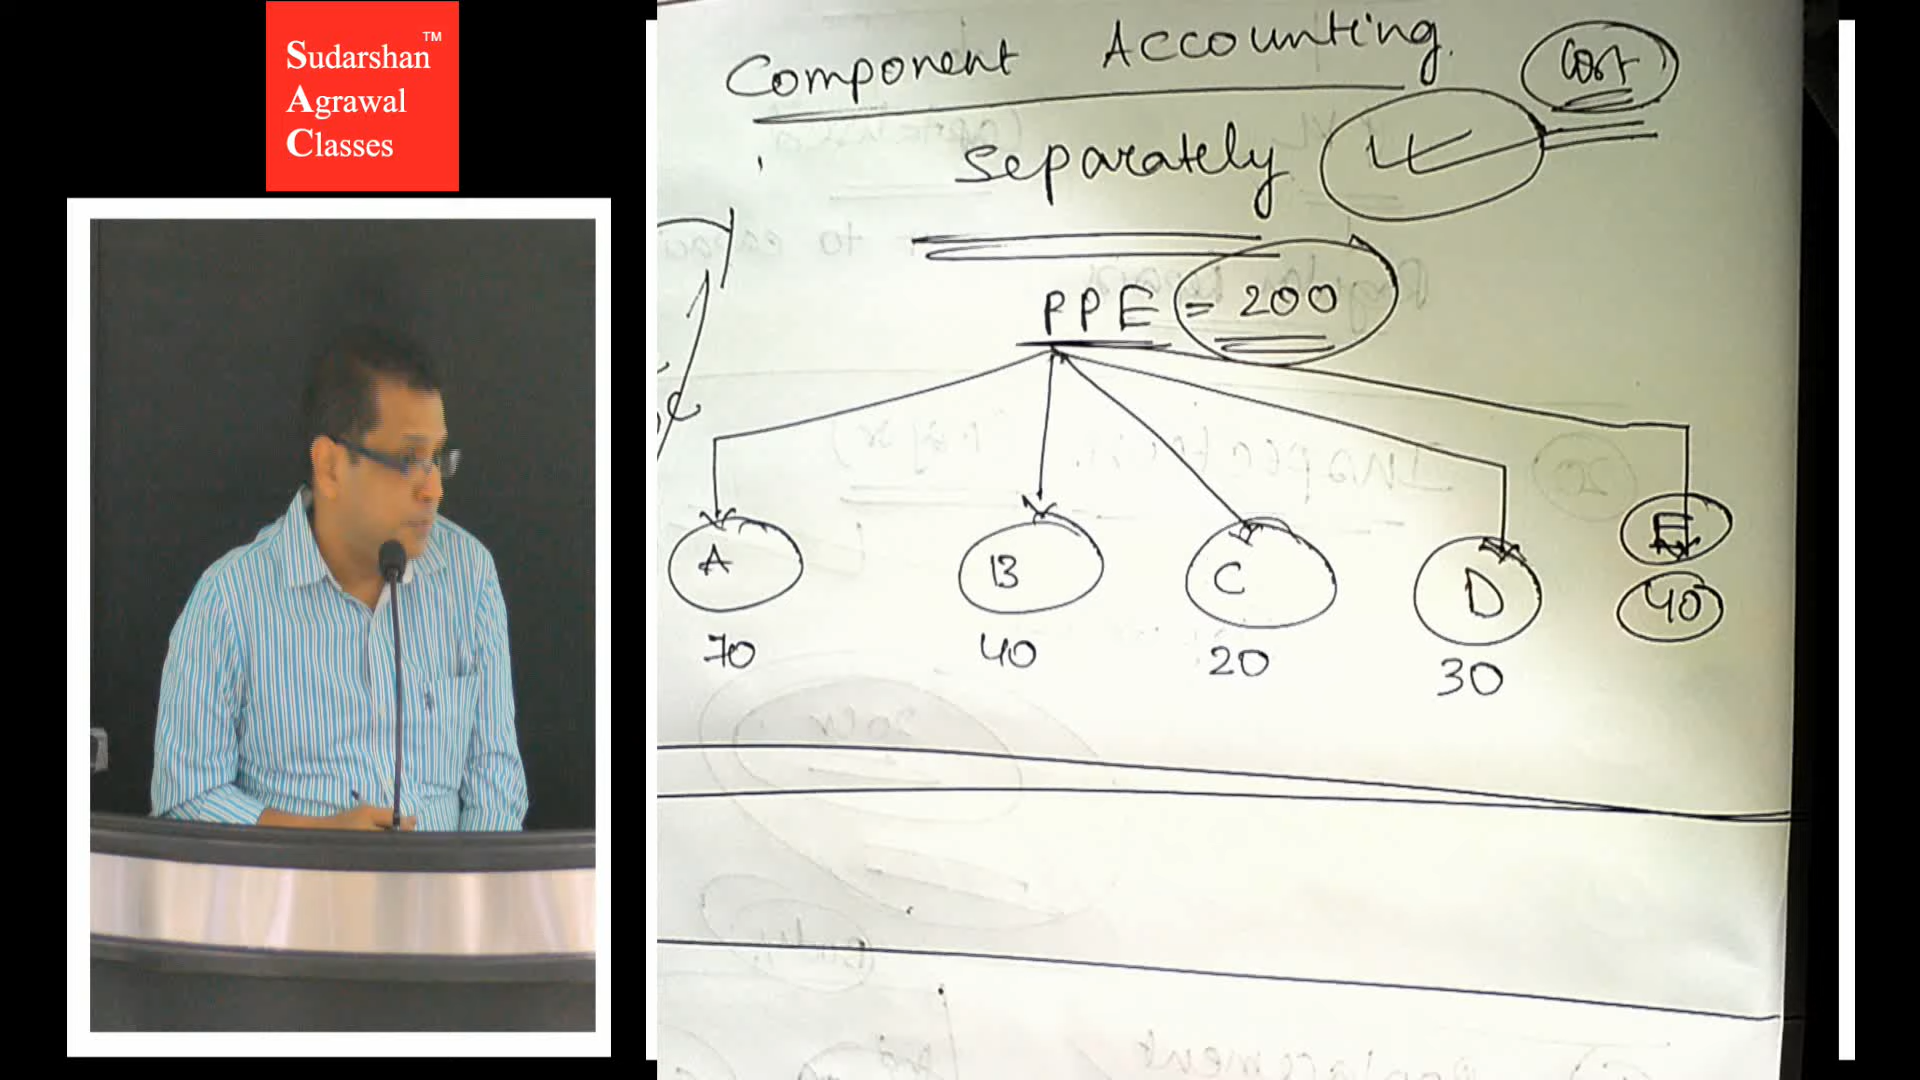 Sudarshan™
Agrawal
Classes
Component Accounting
Cost
Separately
PPE = 200
A
B
C
D
E
70
40
20
30
40